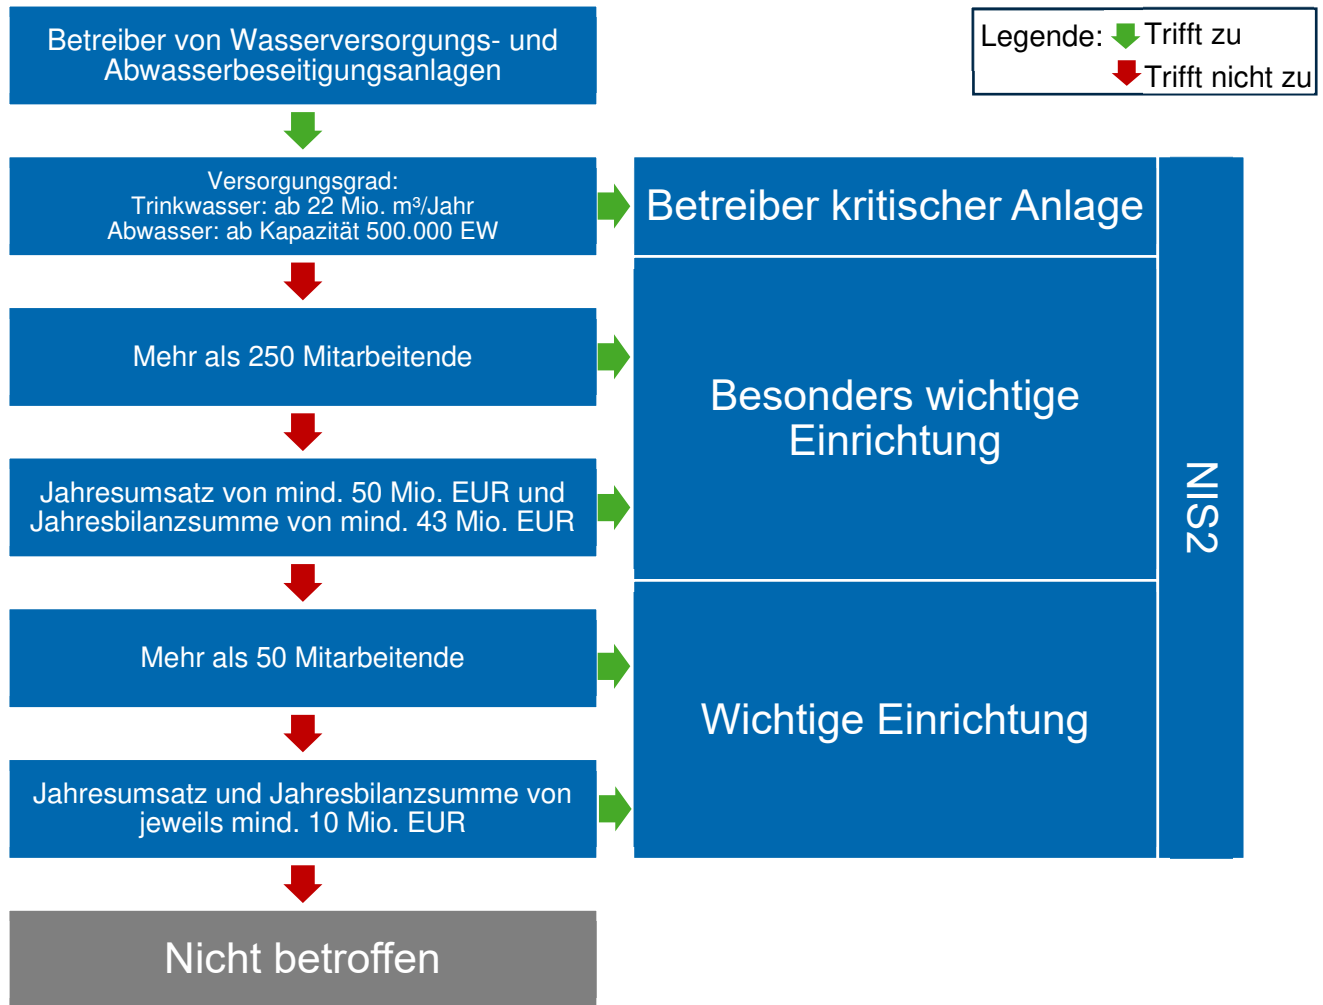 Betreiber von Wasserversorgungs- und
Abwasserbeseitigungsanlagen
Legende: Trifft zu
Trifft nicht zu
Versorgungsgrad:
Trinkwasser: ab 22 Mio. m³/Jahr
Abwasser: ab Kapazität 500.000 EW
Betreiber kritischer Anlage
Mehr als 250 Mitarbeitende
Besonders wichtige
Einrichtung
Jahresumsatz von mind. 50 Mio. EUR und
Jahresbilanzsumme von mind. 43 Mio. EUR
NIS2
Mehr als 50 Mitarbeitende
Wichtige Einrichtung
Jahresumsatz und Jahresbilanzsumme von
jeweils mind. 10 Mio. EUR
Nicht betroffen